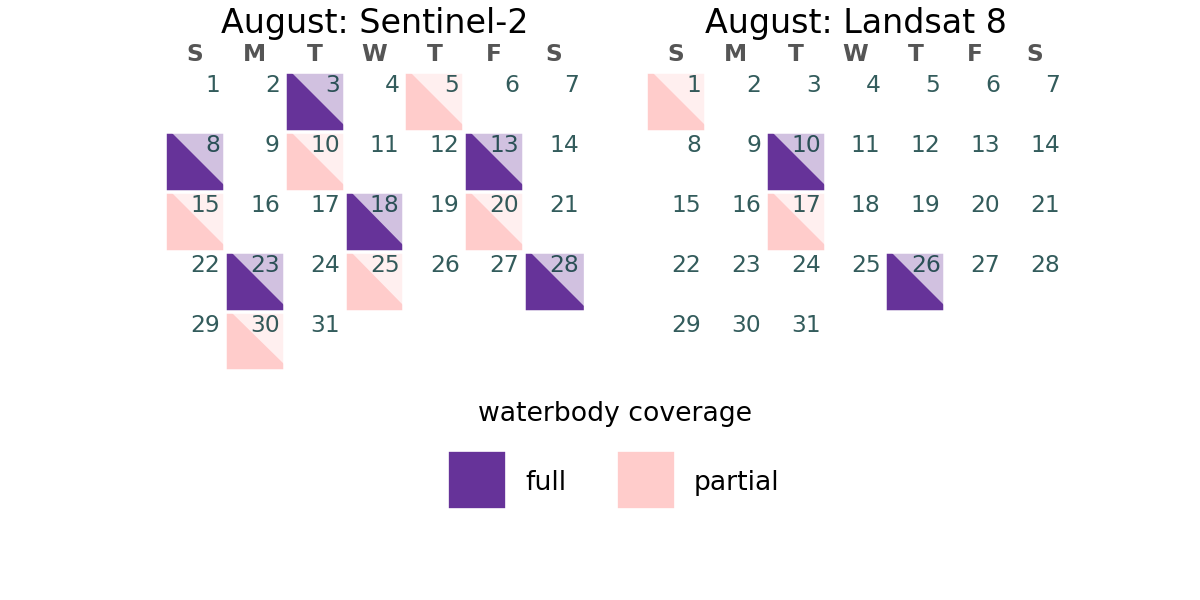 August: Sentinel-2
S M T W T F S
1 2 3 4 5 6 7
8 9 10 11 12 13 14
15 16 17 18 19 20 21
22 23 24 25 26 27 28
29 30 31
August: Landsat 8
S M T W T F S
1 2 3 4 5 6 7
8 9 10 11 12 13 14
15 16 17 18 19 20 21
22 23 24 25 26 27 28
29 30 31
waterbody coverage
full partial